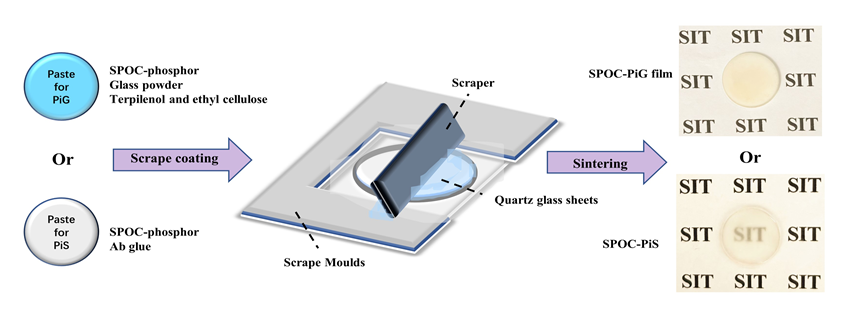 Paste
for
PiG
SPOC-phosphor
Glass powder
Terpilenol and ethyl cellulose
Or
Paste
for
PiS
SPOC-phosphor
Ab glue
Scrape coating
Scraper
Quartz glass sheets
Scrape Moulds
Sintering
SPOC-PiG film
SIT SIT SIT
SIT SIT
SIT SIT SIT
Or
SPOC-PiS
SIT SIT SIT
SIT SIT SIT
SIT SIT SIT